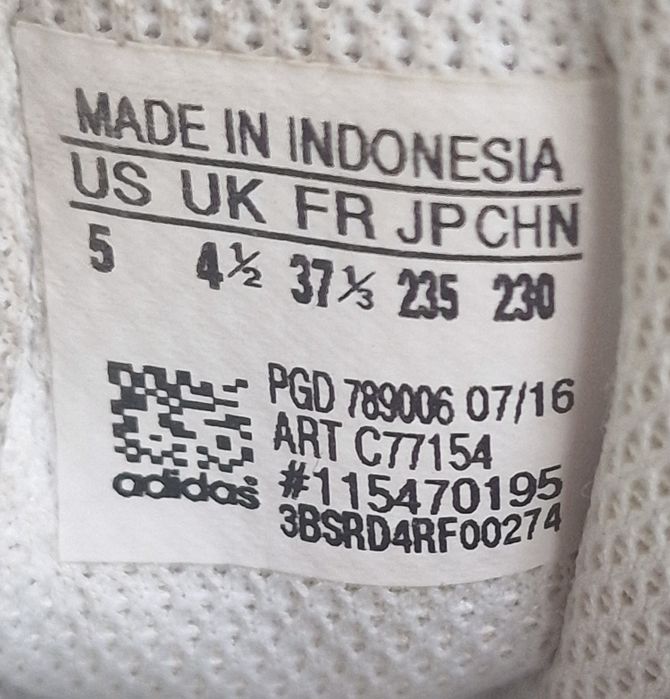 MADE IN INDONESIA
US UK FR JP CHN
5 4½ 37⅓ 235 230
PGD 789006 07/16
ART C77154
#115470195
adidas 3BSRD4RF00274